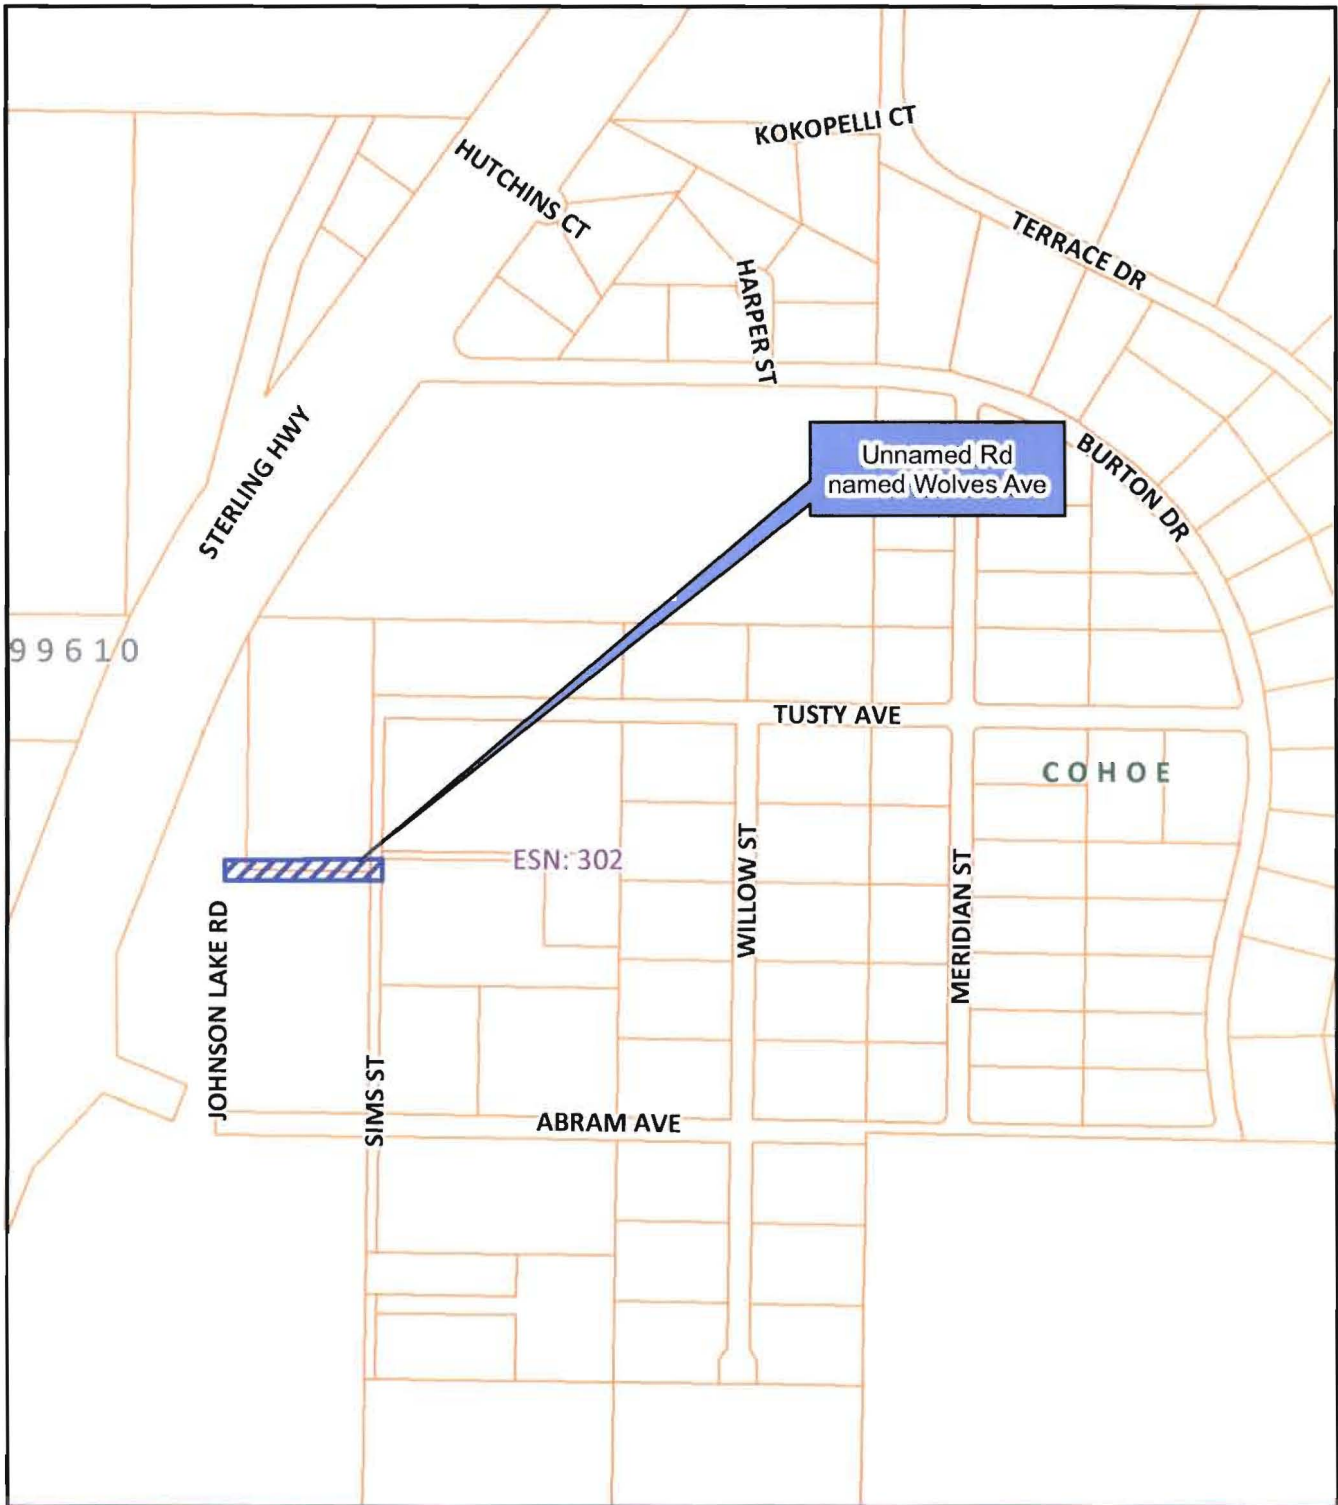 KOKOPELLI CT
HUTCHINS CT
TERRACE DR
HARPER ST
STERLING HWY
Unnamed Rd
named Wolves Ave
BURTON DR
99610
TUSTY AVE
COHOE
ESN: 302
WILLOW ST
MERIDIAN ST
JOHNSON LAKE RD
SIMS ST
ABRAM AVE